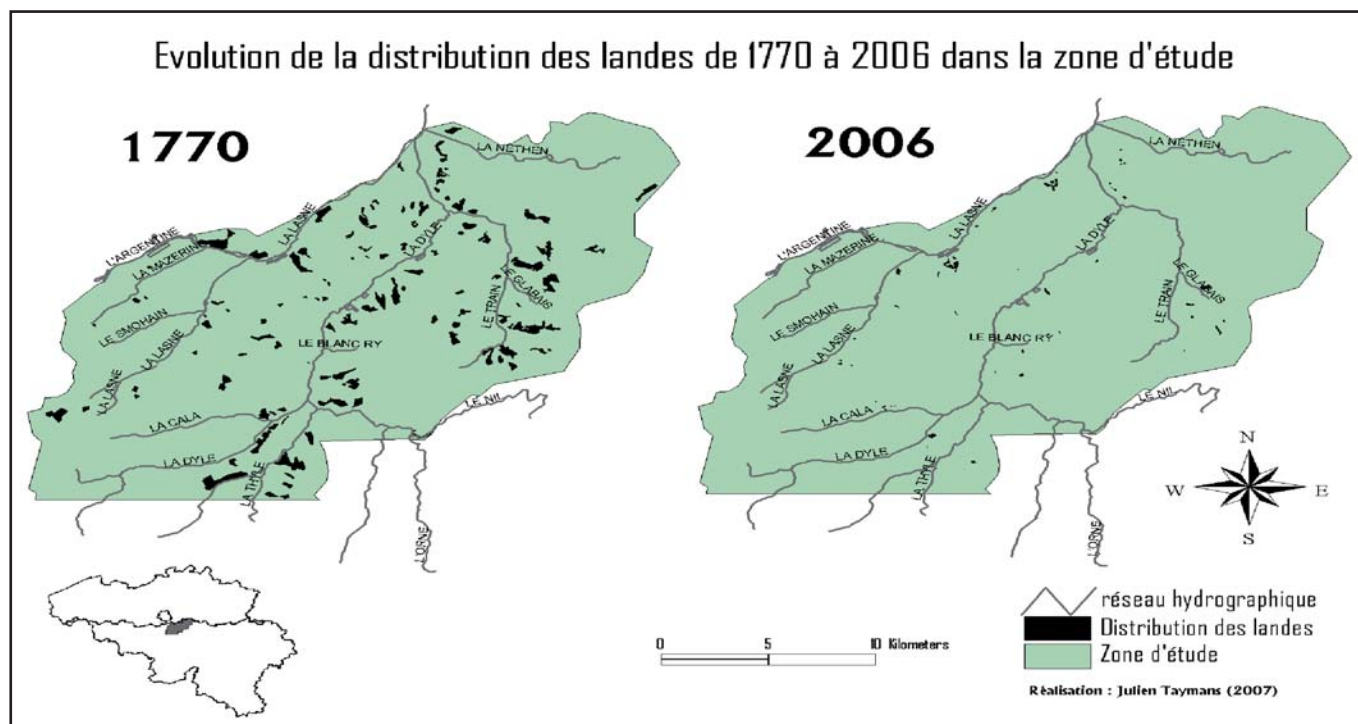 Evolution de la distribution des landes de 1770 à 2006 dans la zone d'étude
1770
LA NETHEN
LA LASNE
L'ARGENTINE
LA MAZERINE
LA DYLE
LE GLABAIS
LE TRAIN
LE SMOHAIN
LA LASNE
LE BLANC RY
LA LASNE
LA CALA
LE NIL
LA DYLE
LA THYLE
L'ORNE
2006
LA NETHEN
LA LASNE
L'ARGENTINE
LA MAZERINE
LA DYLE
LE GLABAIS
LE TRAIN
LE SMOHAIN
LA LASNE
LE BLANC RY
LA LASNE
LA CALA
LE NIL
LA DYLE
LA THYLE
L'ORNE
N
W E
S
0 5 10 Kilometers
réseau hydrographique
Distribution des landes
Zone d'étude
Réalisation : Julien Taymans (2007)